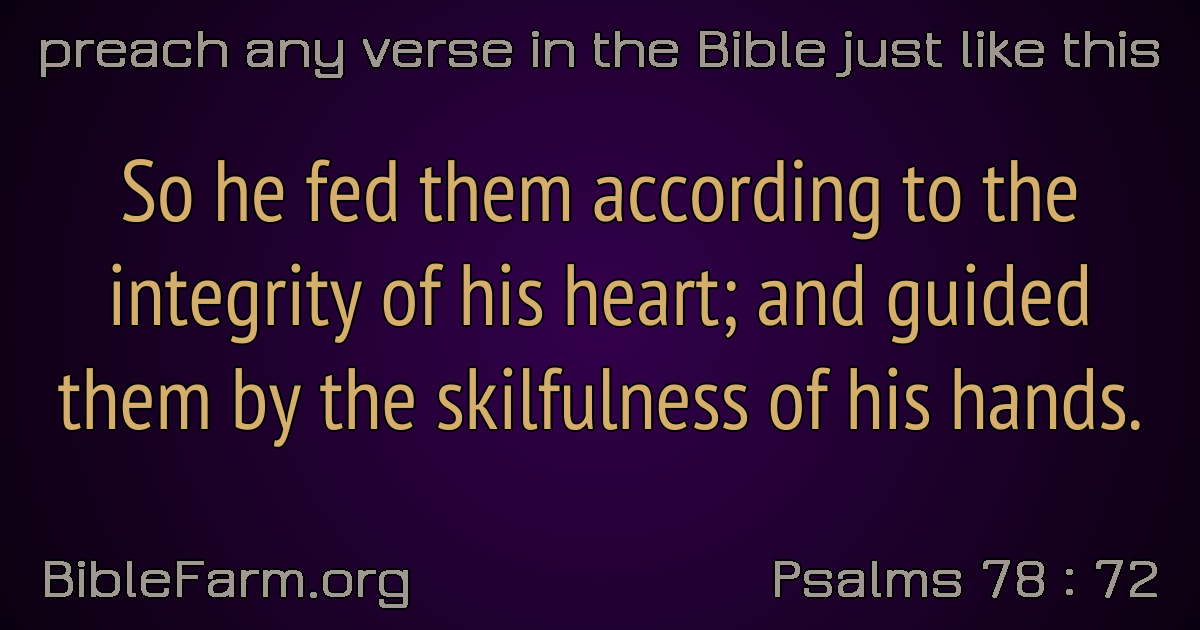 preach any verse in the Bible just like this
So he fed them according to the
integrity of his heart; and guided
them by the skilfulness of his hands.
BibleFarm.org
Psalms 78 : 72